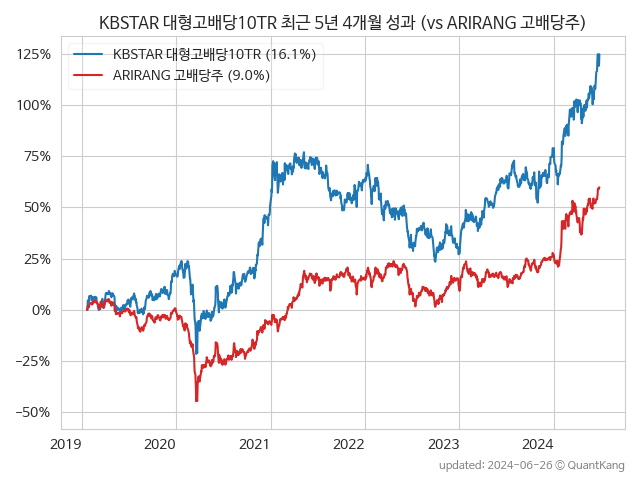 KBSTAR 대형고배당10TR 최근 5년 4개월 성과 (vs ARIRANG 고배당주)
KBSTAR 대형고배당10TR (16.1%)
ARIRANG 고배당주 (9.0%)
125%
100%
75%
50%
25%
0%
−25%
−50%
2019 2020 2021 2022 2023 2024
updated: 2024-06-26 © QuantKang